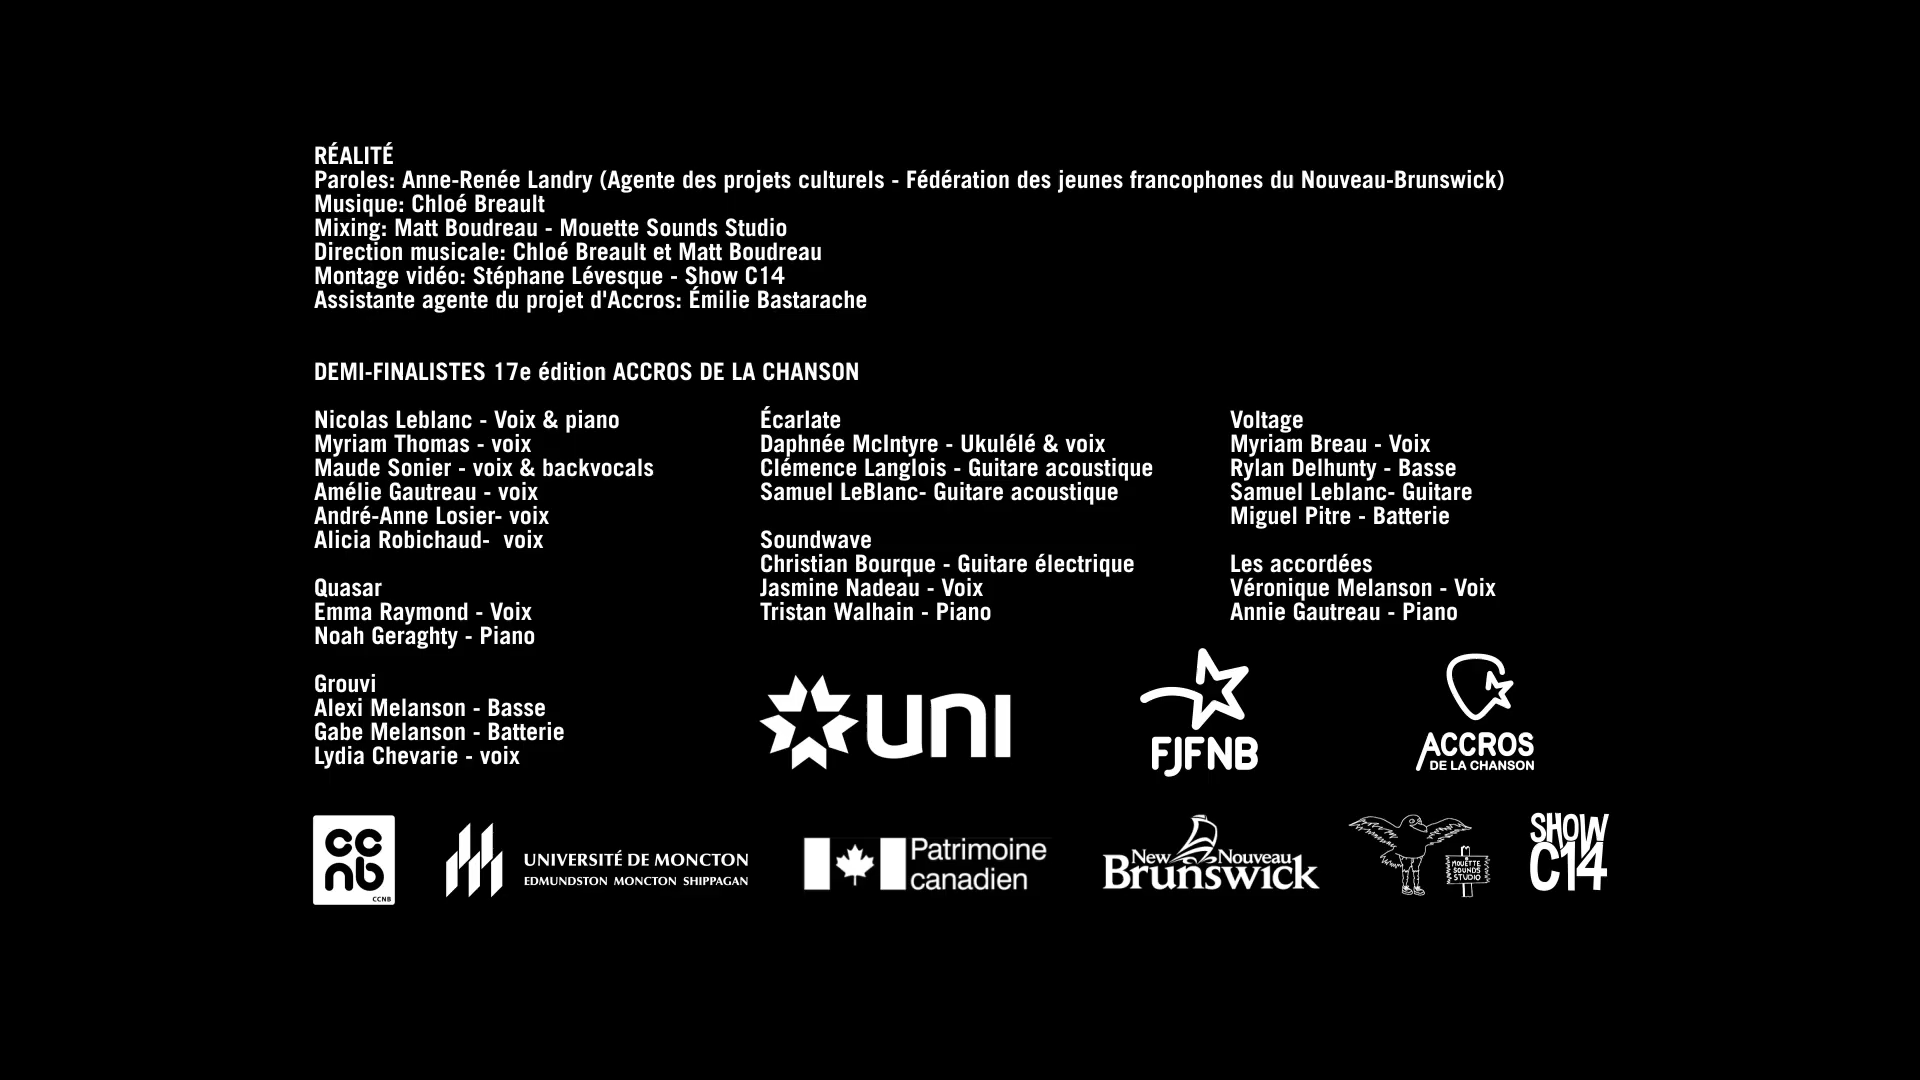 RÉALITÉ
Paroles: Anne-Renée Landry (Agente des projets culturels - Fédération des jeunes francophones du Nouveau-Brunswick)
Musique: Chloé Breault
Mixing: Matt Boudreau - Mouette Sounds Studio
Direction musicale: Chloé Breault et Matt Boudreau
Montage vidéo: Stéphane Lévesque - Show C14
Assistante agente du projet d'Accros: Émilie Bastarache
DEMI-FINALISTES 17e édition ACCROS DE LA CHANSON
Nicolas Leblanc - Voix & piano
Myriam Thomas - voix
Maude Sonier - voix & backvocals
Amélie Gautreau - voix
André-Anne Losier- voix
Alicia Robichaud-  voix
Quasar
Emma Raymond - Voix
Noah Geraghty - Piano
Grouvi
Alexi Melanson - Basse
Gabe Melanson - Batterie
Lydia Chevarie - voix
Écarlate
Daphnée McIntyre - Ukulélé & voix
Clémence Langlois - Guitare acoustique
Samuel LeBlanc- Guitare acoustique
Soundwave
Christian Bourque - Guitare électrique
Jasmine Nadeau - Voix
Tristan Walhain - Piano
Voltage
Myriam Breau - Voix
Rylan Delhunty - Basse
Samuel Leblanc- Guitare
Miguel Pitre - Batterie
Les accordées
Véronique Melanson - Voix
Annie Gautreau - Piano
UNI
FJFNB
ACCROS
DE LA CHANSON
cc
nb
CCNB
UNIVERSITÉ DE MONCTON
EDMUNDSTON MONCTON SHIPPAGAN
Patrimoine
canadien
New Nouveau
Brunswick
MOUETTE
SOUNDS
STUDIO
SHOW
C14